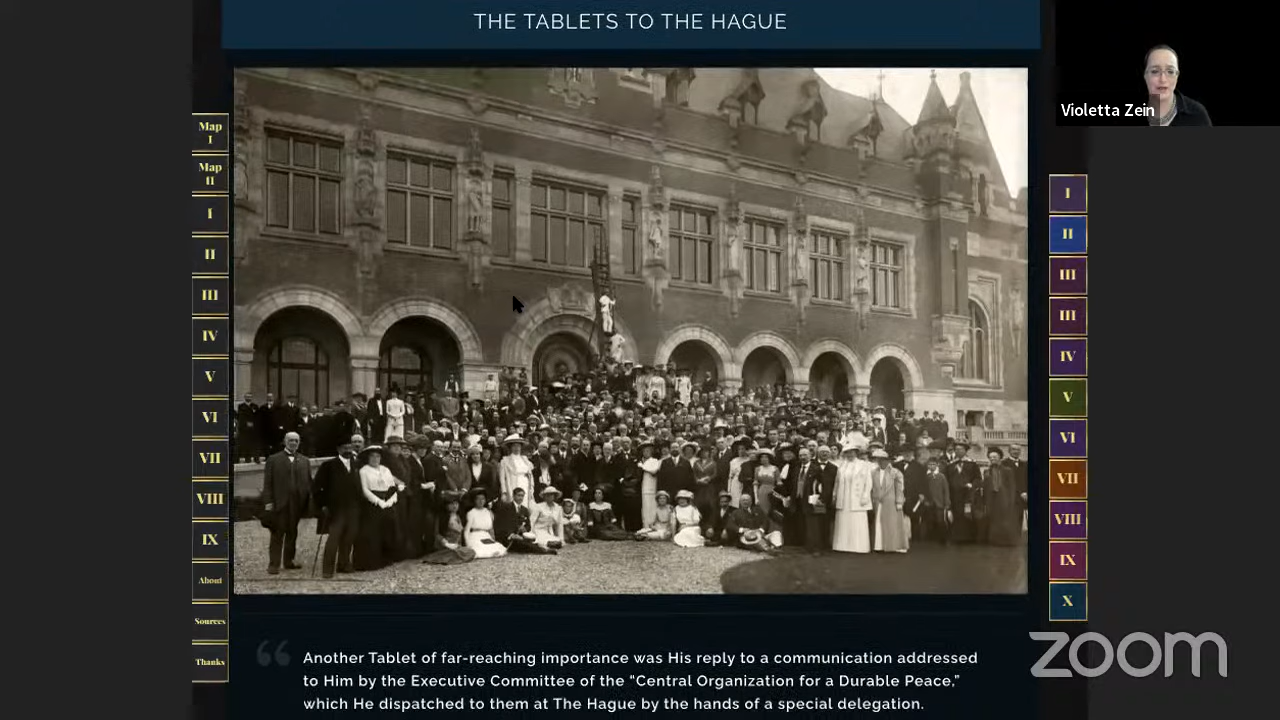 THE TABLETS TO THE HAGUE
Violetta Zein
Map
I
Map
II
I
II
III
IV
V
VI
VII
VIII
IX
About
Sources
Thanks
I
II
III
III
IV
V
VI
VII
VIII
IX
X
zoom
“ Another Tablet of far-reaching importance was His reply to a communication addressed
to Him by the Executive Committee of the “Central Organization for a Durable Peace,”
which He dispatched to them at The Hague by the hands of a special delegation.